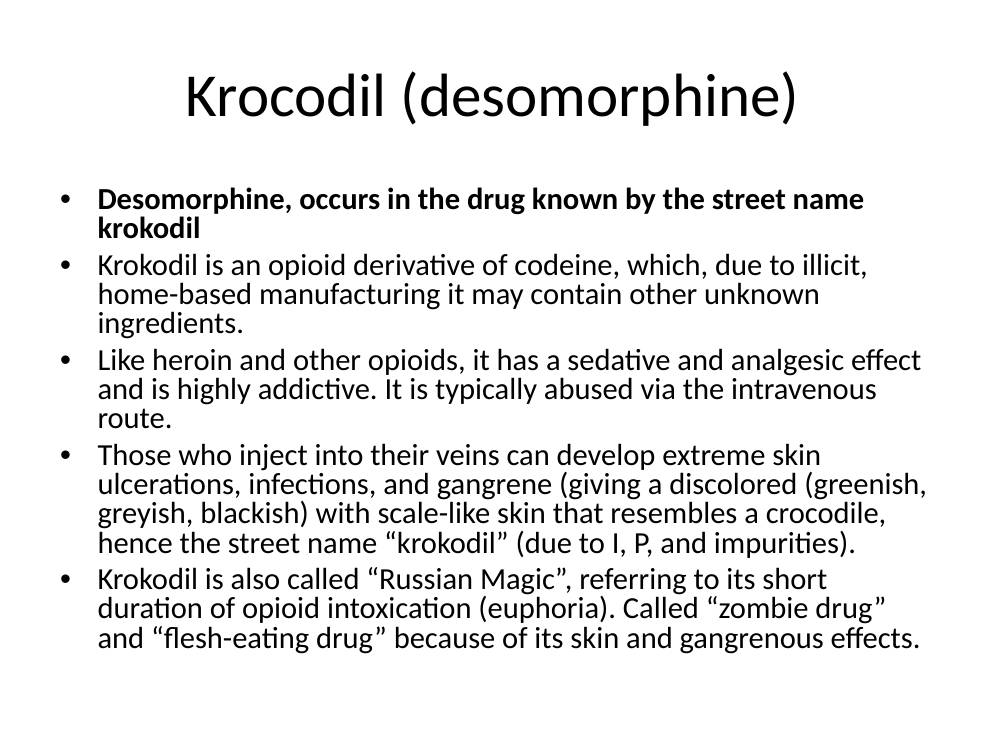 Krocodil (desomorphine)
• Desomorphine, occurs in the drug known by the street name
krokodil
• Krokodil is an opioid derivative of codeine, which, due to illicit,
home-based manufacturing it may contain other unknown
ingredients.
• Like heroin and other opioids, it has a sedative and analgesic effect
and is highly addictive. It is typically abused via the intravenous
route.
• Those who inject into their veins can develop extreme skin
ulcerations, infections, and gangrene (giving a discolored (greenish,
greyish, blackish) with scale-like skin that resembles a crocodile,
hence the street name “krokodil” (due to I, P, and impurities).
• Krokodil is also called “Russian Magic”, referring to its short
duration of opioid intoxication (euphoria). Called “zombie drug”
and “flesh-eating drug” because of its skin and gangrenous effects.